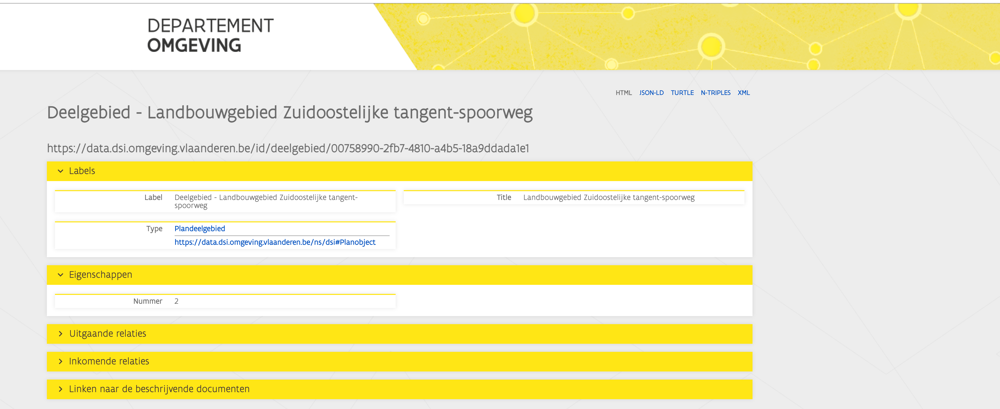 DEPARTEMENT
OMGEVING
HTML JSON-LD TURTLE N-TRIPLES XML
Deelgebied - Landbouwgebied Zuidoostelijke tangent-spoorweg
https://data.dsi.omgeving.vlaanderen.be/id/deelgebied/00758990-2fb7-4810-a4b5-18a9ddada1e1
Labels
Label Deelgebied - Landbouwgebied Zuidoostelijke tangent-
spoorweg
Title Landbouwgebied Zuidoostelijke tangent-spoorweg
Type Plandeelgebied
https://data.dsi.omgeving.vlaanderen.be/ns/dsi#Planobject
Eigenschappen
Nummer 2
Uitgaande relaties
Inkomende relaties
Linken naar de beschrijvende documenten